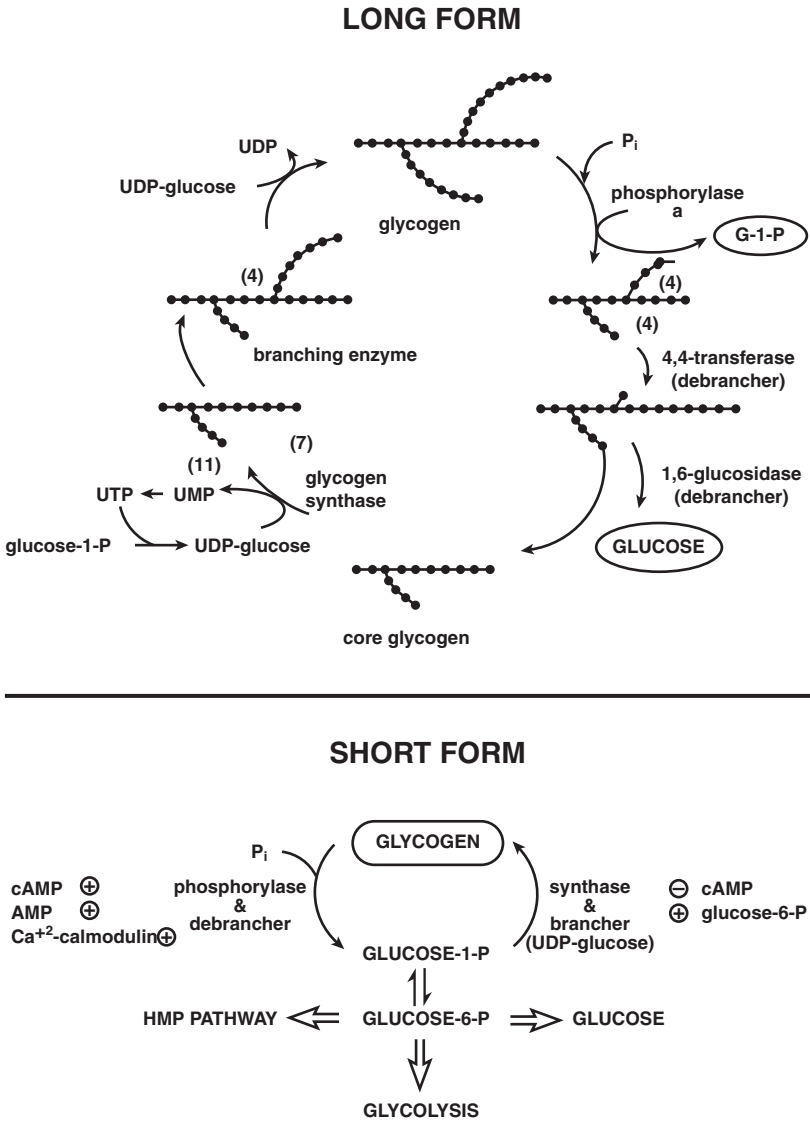 LONG FORM
UDP
UDP-glucose
glycogen
Pi
phosphorylase
a
G-1-P
(4)
branching enzyme
(4)
(4)
4,4-transferase
(debrancher)
(7)
(11)
glycogen
synthase
UTP
UMP
glucose-1-P
UDP-glucose
1,6-glucosidase
(debrancher)
GLUCOSE
core glycogen
SHORT FORM
GLYCOGEN
Pi
phosphorylase
&
debrancher
cAMP +
AMP +
Ca+2-calmodulin +
synthase
&
brancher
(UDP-glucose)
− cAMP
+ glucose-6-P
GLUCOSE-1-P
HMP PATHWAY
GLUCOSE-6-P
GLUCOSE
GLYCOLYSIS